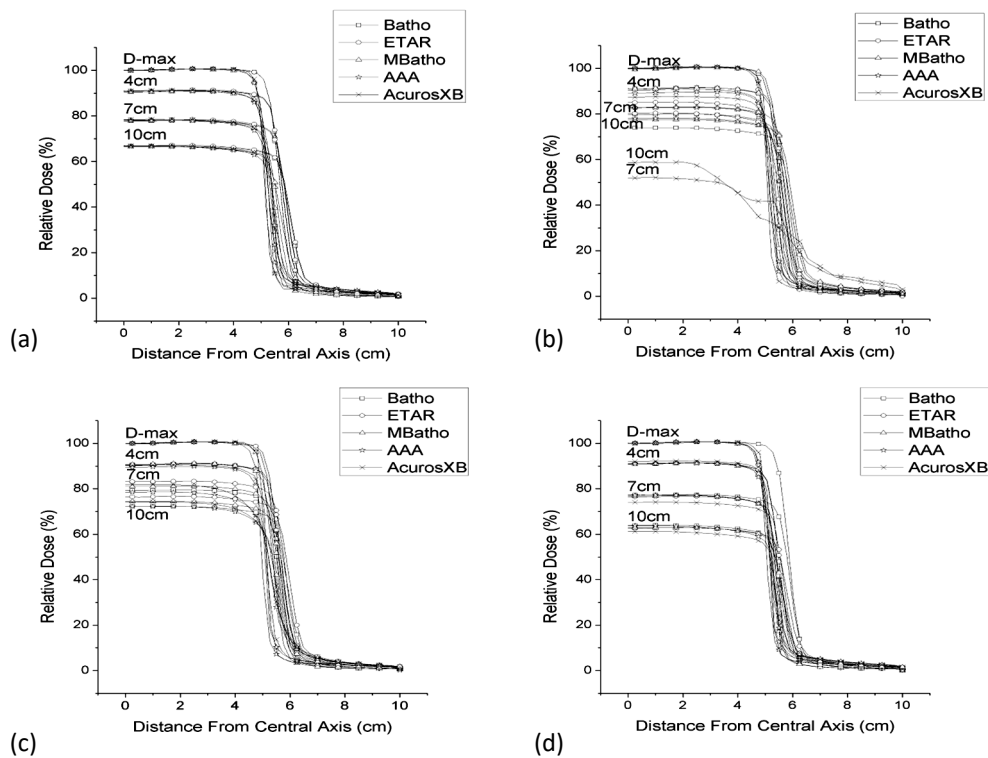 Batho
ETAR
MBatho
AAA
AcurosXB
D-max
4cm
7cm
10cm
100
80
60
40
20
0
Relative Dose (%)
0 2 4 6 8 10
Distance From Central Axis (cm)
(a)
Batho
ETAR
MBatho
AAA
AcurosXB
D-max
4cm
7cm
10cm
10cm
7cm
100
80
60
40
20
0
Relative Dose (%)
0 2 4 6 8 10
Distance From Central Axis (cm)
(b)
Batho
ETAR
MBatho
AAA
AcurosXB
D-max
4cm
7cm
10cm
100
80
60
40
20
0
Relative Dose (%)
0 2 4 6 8 10
Distance From Central Axis (cm)
(c)
Batho
ETAR
MBatho
AAA
AcurosXB
D-max
4cm
7cm
10cm
100
80
60
40
20
0
Relative Dose (%)
0 2 4 6 8 10
Distance From Central Axis (cm)
(d)